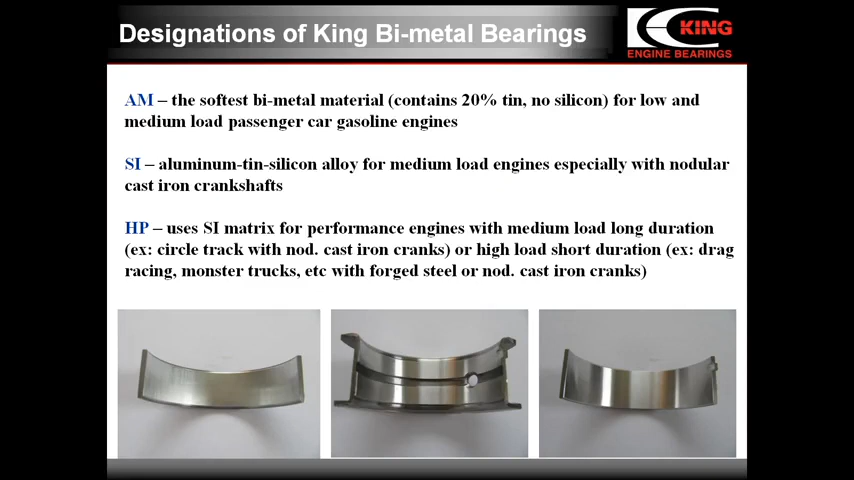 Designations of King Bi-metal Bearings
KING
ENGINE BEARINGS
AM – the softest bi-metal material (contains 20% tin, no silicon) for low and
medium load passenger car gasoline engines
SI – aluminum-tin-silicon alloy for medium load engines especially with nodular
cast iron crankshafts
HP – uses SI matrix for performance engines with medium load long duration
(ex: circle track with nod. cast iron cranks) or high load short duration (ex: drag
racing, monster trucks, etc with forged steel or nod. cast iron cranks)